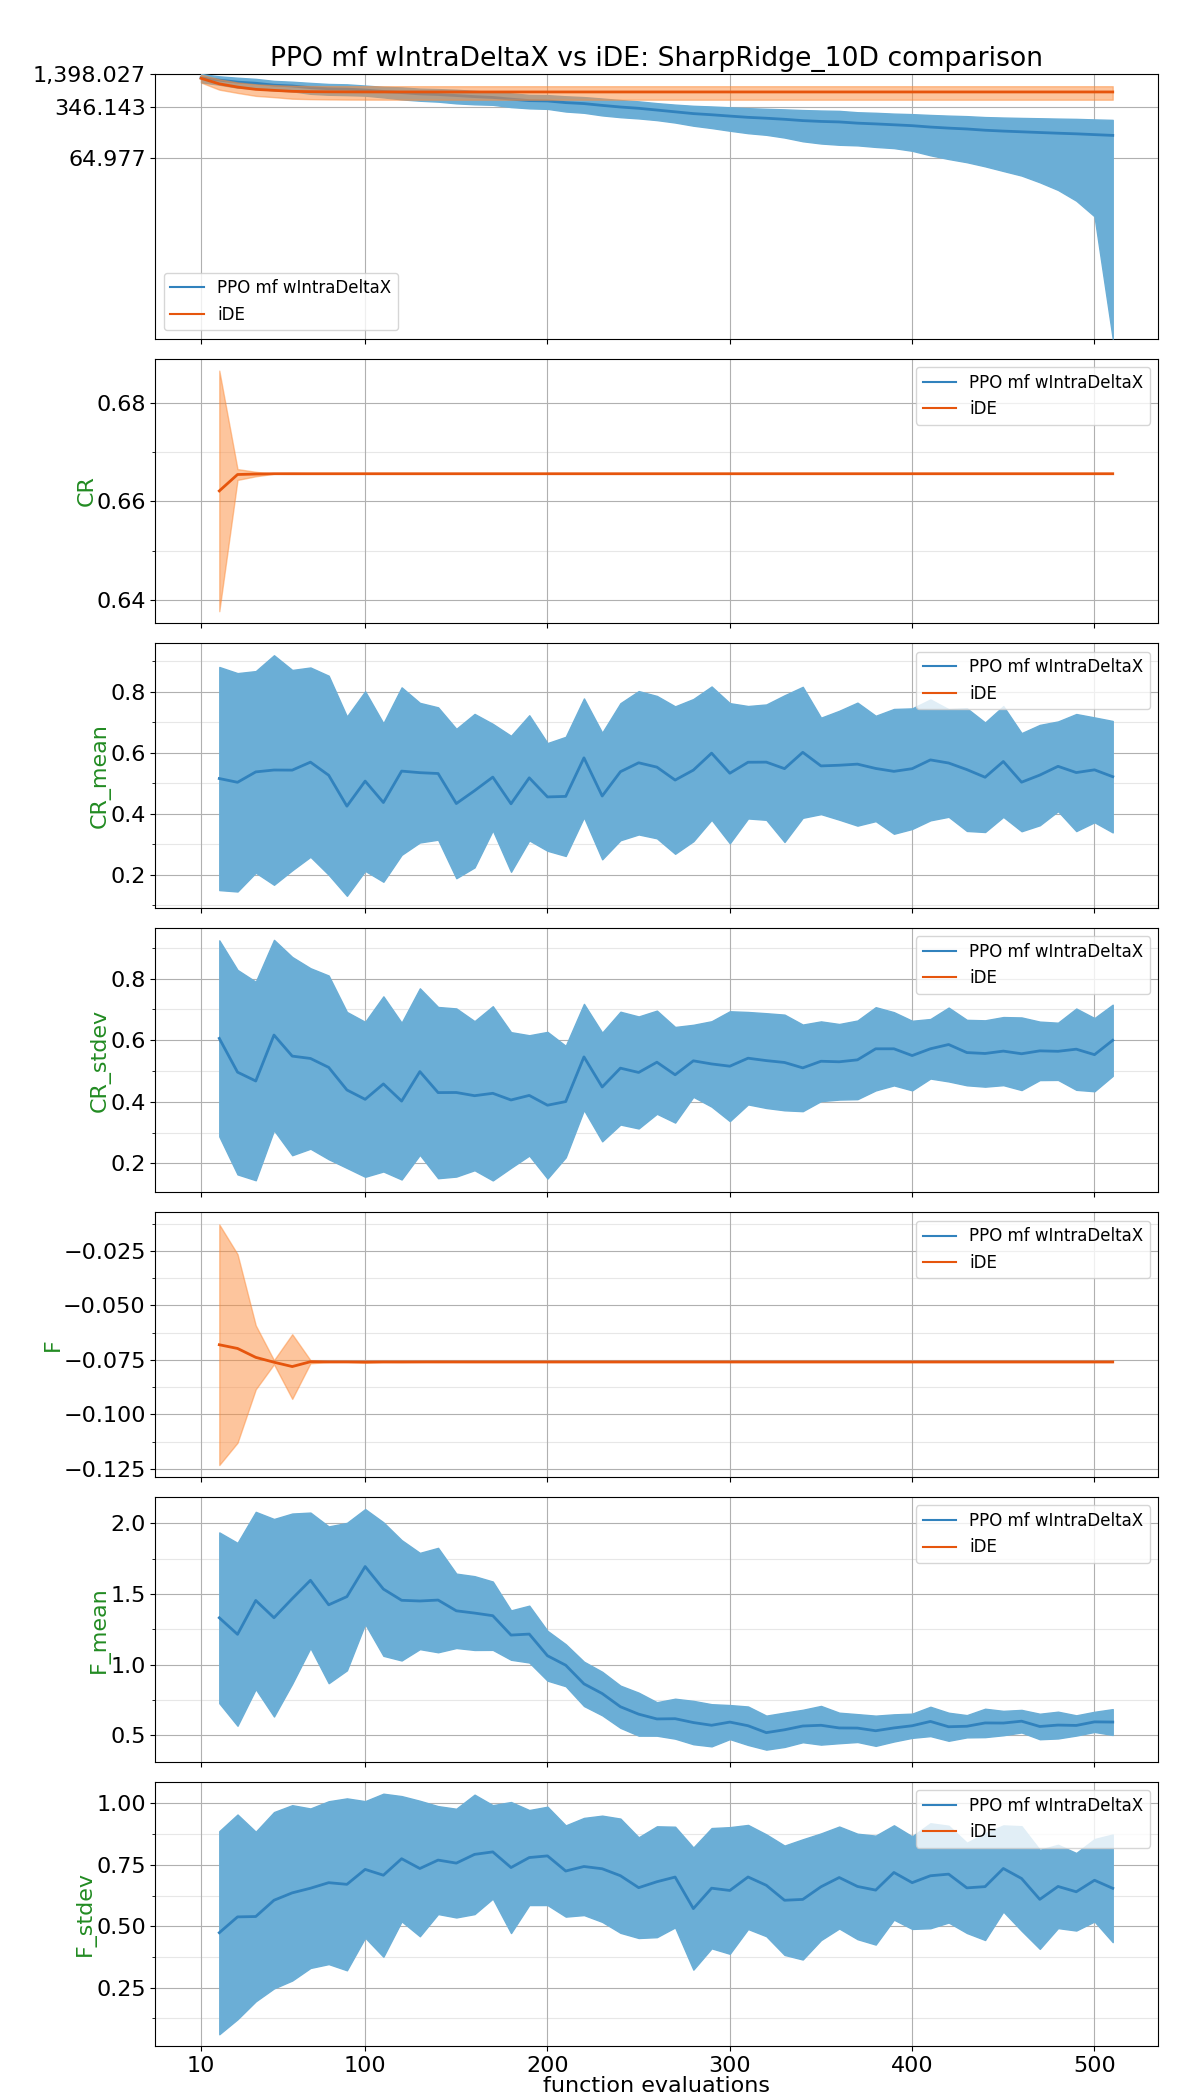 PPO mf wIntraDeltaX vs iDE: SharpRidge_10D comparison
1,398.027
346.143
64.977
PPO mf wIntraDeltaX
iDE
0.68
0.66
0.64
CR
PPO mf wIntraDeltaX
iDE
0.8
0.6
0.4
0.2
CR_mean
PPO mf wIntraDeltaX
iDE
0.8
0.6
0.4
0.2
CR_stdev
PPO mf wIntraDeltaX
iDE
−0.025
−0.050
−0.075
−0.100
−0.125
F
PPO mf wIntraDeltaX
iDE
2.0
1.5
1.0
0.5
F_mean
PPO mf wIntraDeltaX
iDE
1.00
0.75
0.50
0.25
F_stdev
PPO mf wIntraDeltaX
iDE
10 100 200 300 400 500
function evaluations